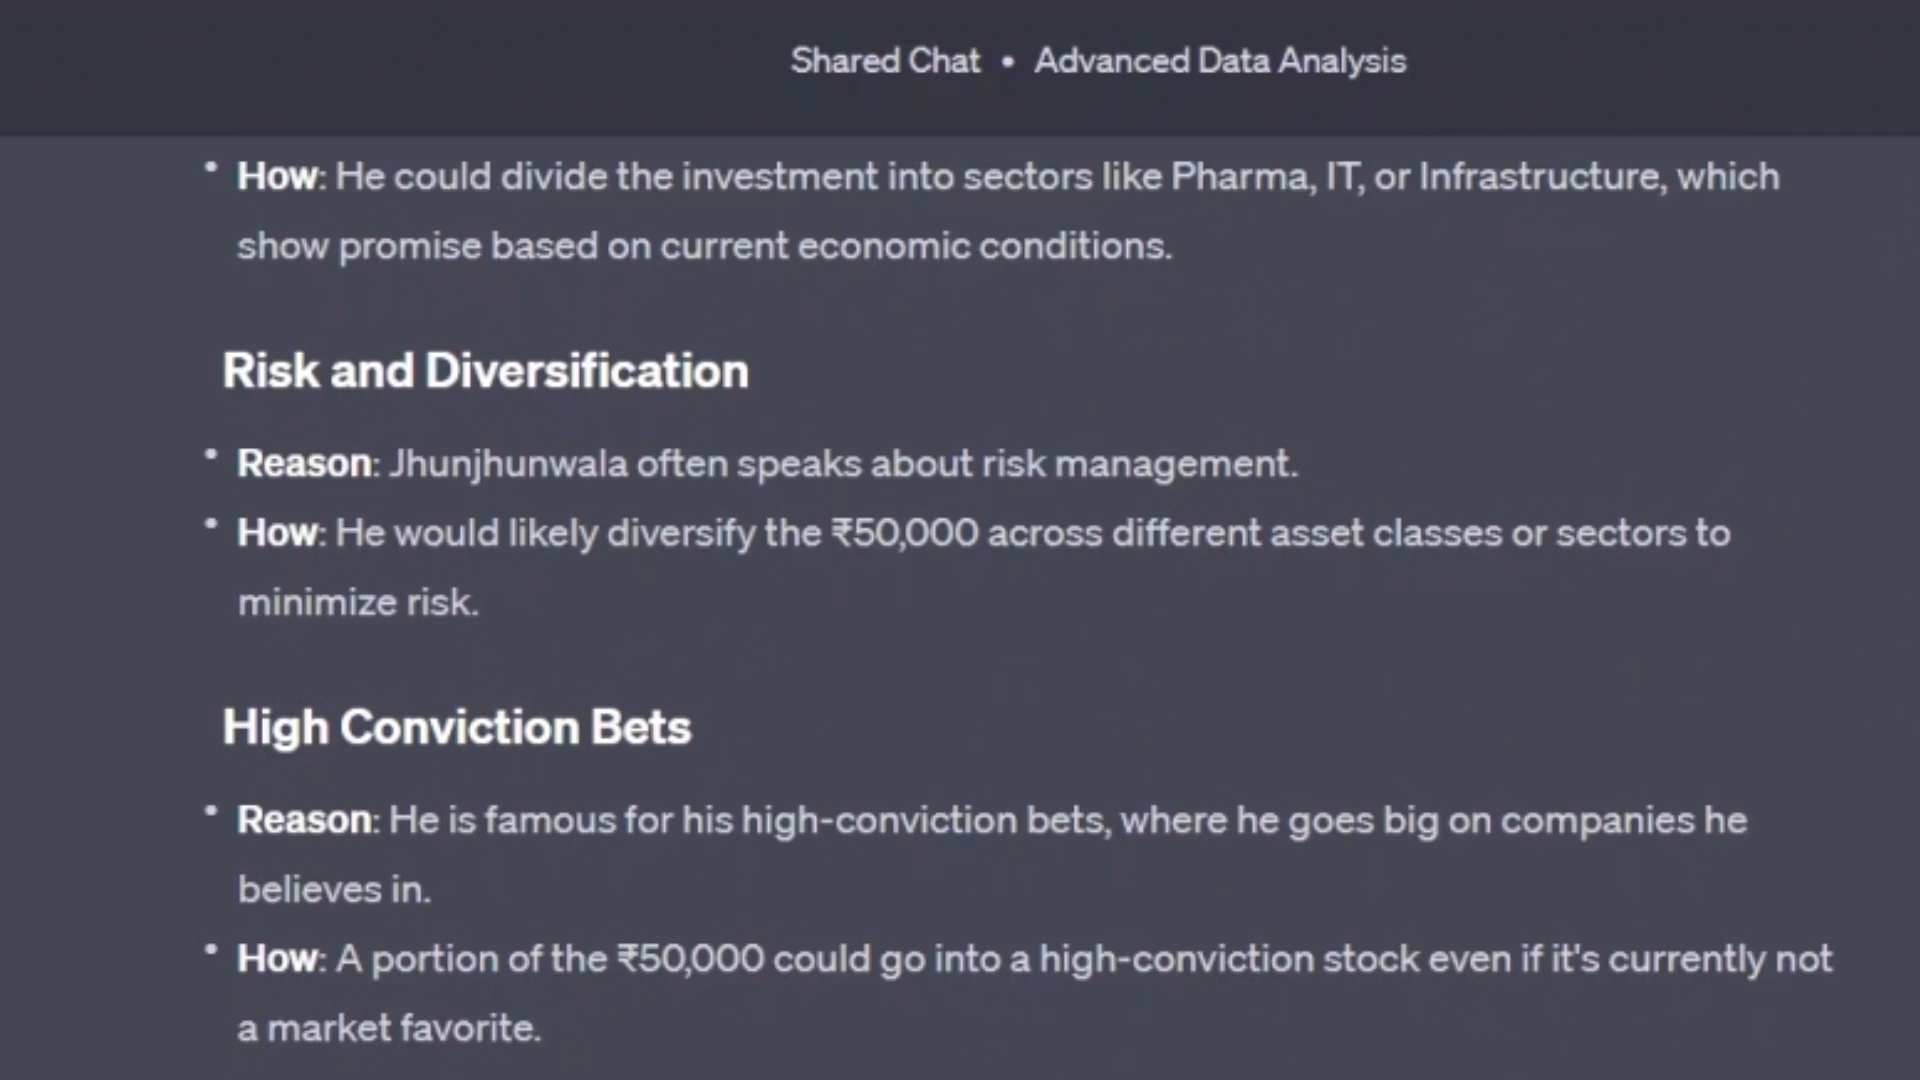 Shared Chat • Advanced Data Analysis
• How: He could divide the investment into sectors like Pharma, IT, or Infrastructure, which
show promise based on current economic conditions.
Risk and Diversification
• Reason: Jhunjhunwala often speaks about risk management.
• How: He would likely diversify the ₹50,000 across different asset classes or sectors to
minimize risk.
High Conviction Bets
• Reason: He is famous for his high-conviction bets, where he goes big on companies he
believes in.
• How: A portion of the ₹50,000 could go into a high-conviction stock even if it's currently not
a market favorite.